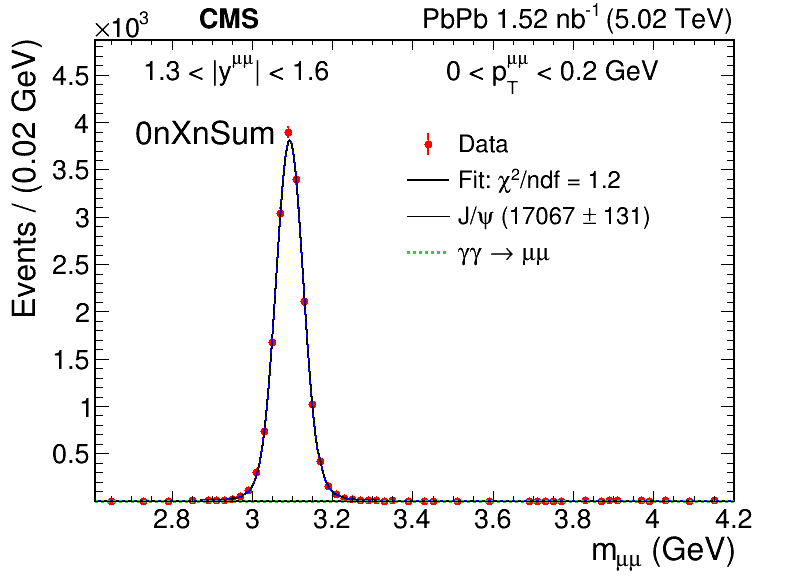 ×10³ CMS PbPb 1.52 nb⁻¹ (5.02 TeV)
1.3 < |y^μμ| < 1.6 0 < p_T^μμ < 0.2 GeV
0nXnSum
Data
Fit: χ²/ndf = 1.2
J/ψ (17067 ± 131)
γγ → μμ
Events / (0.02 GeV)
4.5
4
3.5
3
2.5
2
1.5
1
0.5
2.8 3 3.2 3.4 3.6 3.8 4 4.2
m_μμ (GeV)